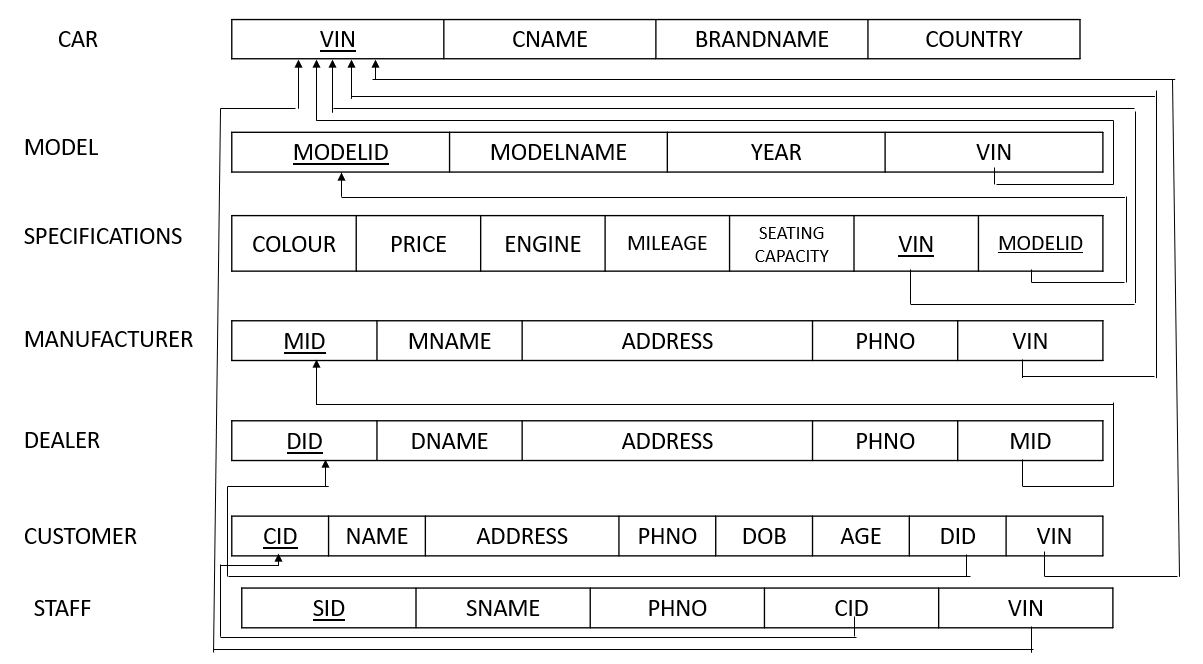 CAR VIN CNAME BRANDNAME COUNTRY
MODEL MODELID MODELNAME YEAR VIN
SPECIFICATIONS COLOUR PRICE ENGINE MILEAGE SEATING CAPACITY VIN MODELID
MANUFACTURER MID MNAME ADDRESS PHNO VIN
DEALER DID DNAME ADDRESS PHNO MID
CUSTOMER CID NAME ADDRESS PHNO DOB AGE DID VIN
STAFF SID SNAME PHNO CID VIN